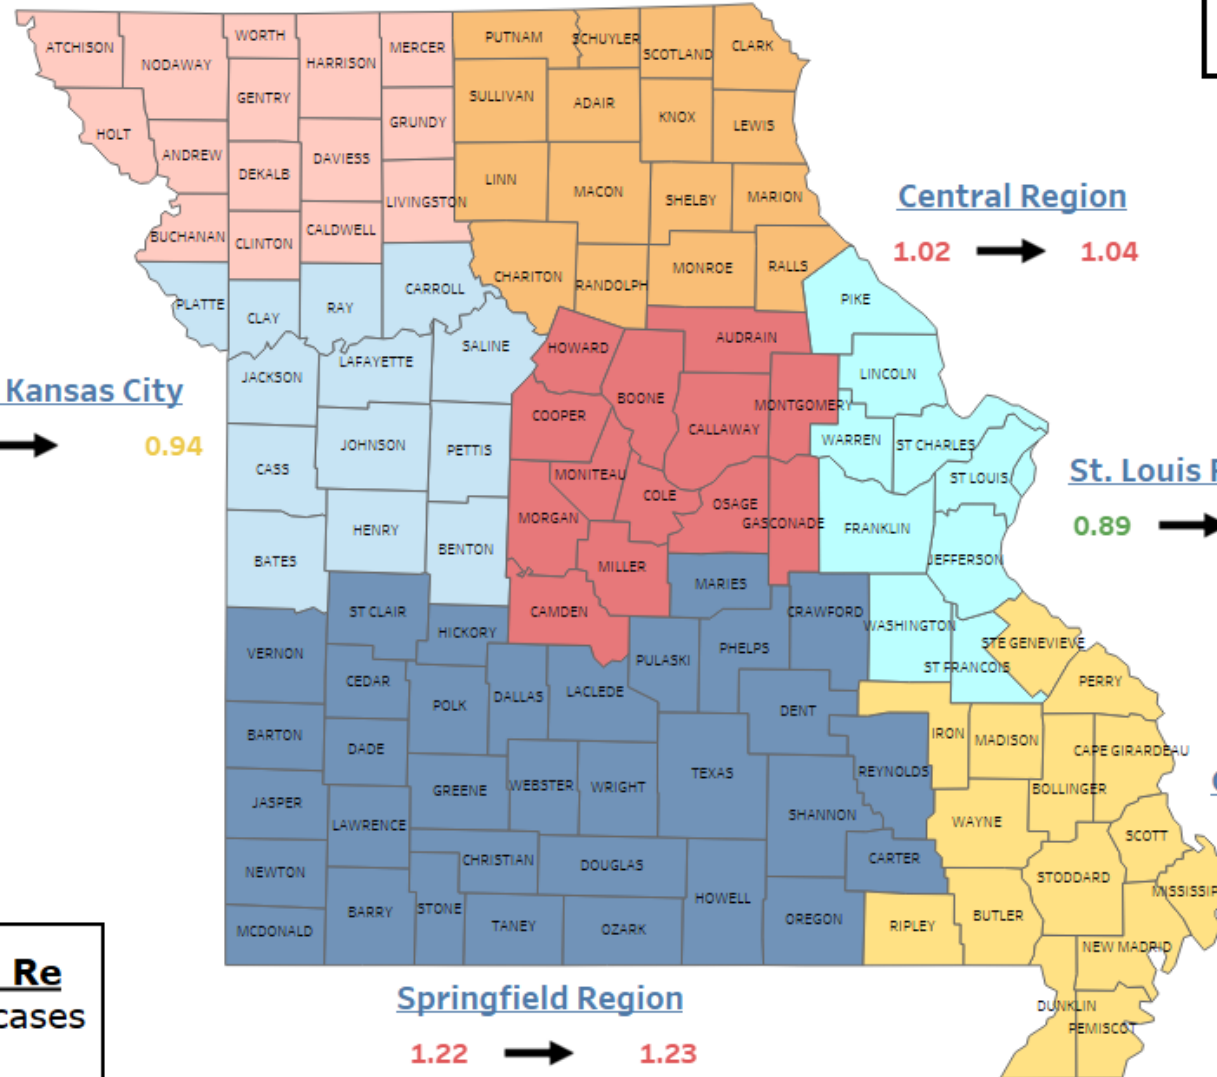 ATCHISON
NODAWAY
WORTH
HARRISON
MERCER
PUTNAM
SCHUYLER
SCOTLAND
CLARK
GENTRY
SULLIVAN
ADAIR
KNOX
LEWIS
HOLT
GRUNDY
ANDREW
DEKALB
DAVIESS
LINN
MACON
SHELBY
MARION
LIVINGSTON
BUCHANAN
CLINTON
CALDWELL
CHARITON
RANDOLPH
MONROE
RALLS
Central Region
1.02 1.04
PLATTE
CLAY
RAY
CARROLL
PIKE
JACKSON
LAFAYETTE
SALINE
HOWARD
AUDRAIN
LINCOLN
Kansas City
0.94
BOONE
COOPER
CALLAWAY
MONTGOMERY
WARREN
ST CHARLES
CASS
JOHNSON
PETTIS
MONITEAU
COLE
OSAGE
GASCONADE
ST LOUIS
St. Louis
0.89
BATES
HENRY
BENTON
MORGAN
MILLER
FRANKLIN
JEFFERSON
CAMDEN
MARIES
CRAWFORD
WASHINGTON
STE GENEVIEVE
ST FRANCOIS
PERRY
VERNON
ST CLAIR
HICKORY
CEDAR
POLK
DALLAS
LACLEDE
PULASKI
PHELPS
DENT
BARTON
DADE
IRON
MADISON
CAPE GIRARDEAU
BOLLINGER
JASPER
GREENE
WEBSTER
WRIGHT
TEXAS
REYNOLDS
LAWRENCE
SHANNON
WAYNE
SCOTT
NEWTON
CHRISTIAN
DOUGLAS
CARTER
STODDARD
MISSISSIP
BARRY
STONE
HOWELL
MCDONALD
TANEY
OZARK
OREGON
RIPLEY
BUTLER
NEW MADRID
DUNKLIN
PEMISCOT
Re
cases
Springfield Region
1.22 1.23